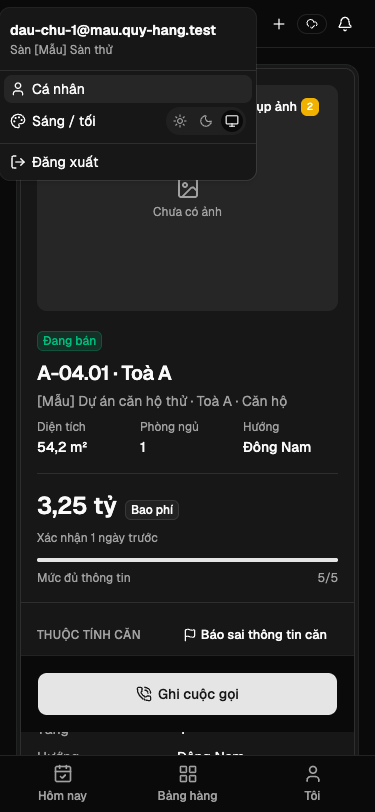 dau-chu-1@mau.quy-hang.test
Sàn [Mẫu] Sàn thử
Cá nhân
Sáng / tối
Đăng xuất
ụp ảnh 2
Chưa có ảnh
Đang bán
A-04.01 · Toà A
[Mẫu] Dự án căn hộ thử · Toà A · Căn hộ
Diện tích Phòng ngủ Hướng
54,2 m² 1 Đông Nam
3,25 tỷ Bao phí
Xác nhận 1 ngày trước
Mức đủ thông tin 5/5
THUỘC TÍNH CĂN Báo sai thông tin căn
Ghi cuộc gọi
Hôm nay Bảng hàng Tôi